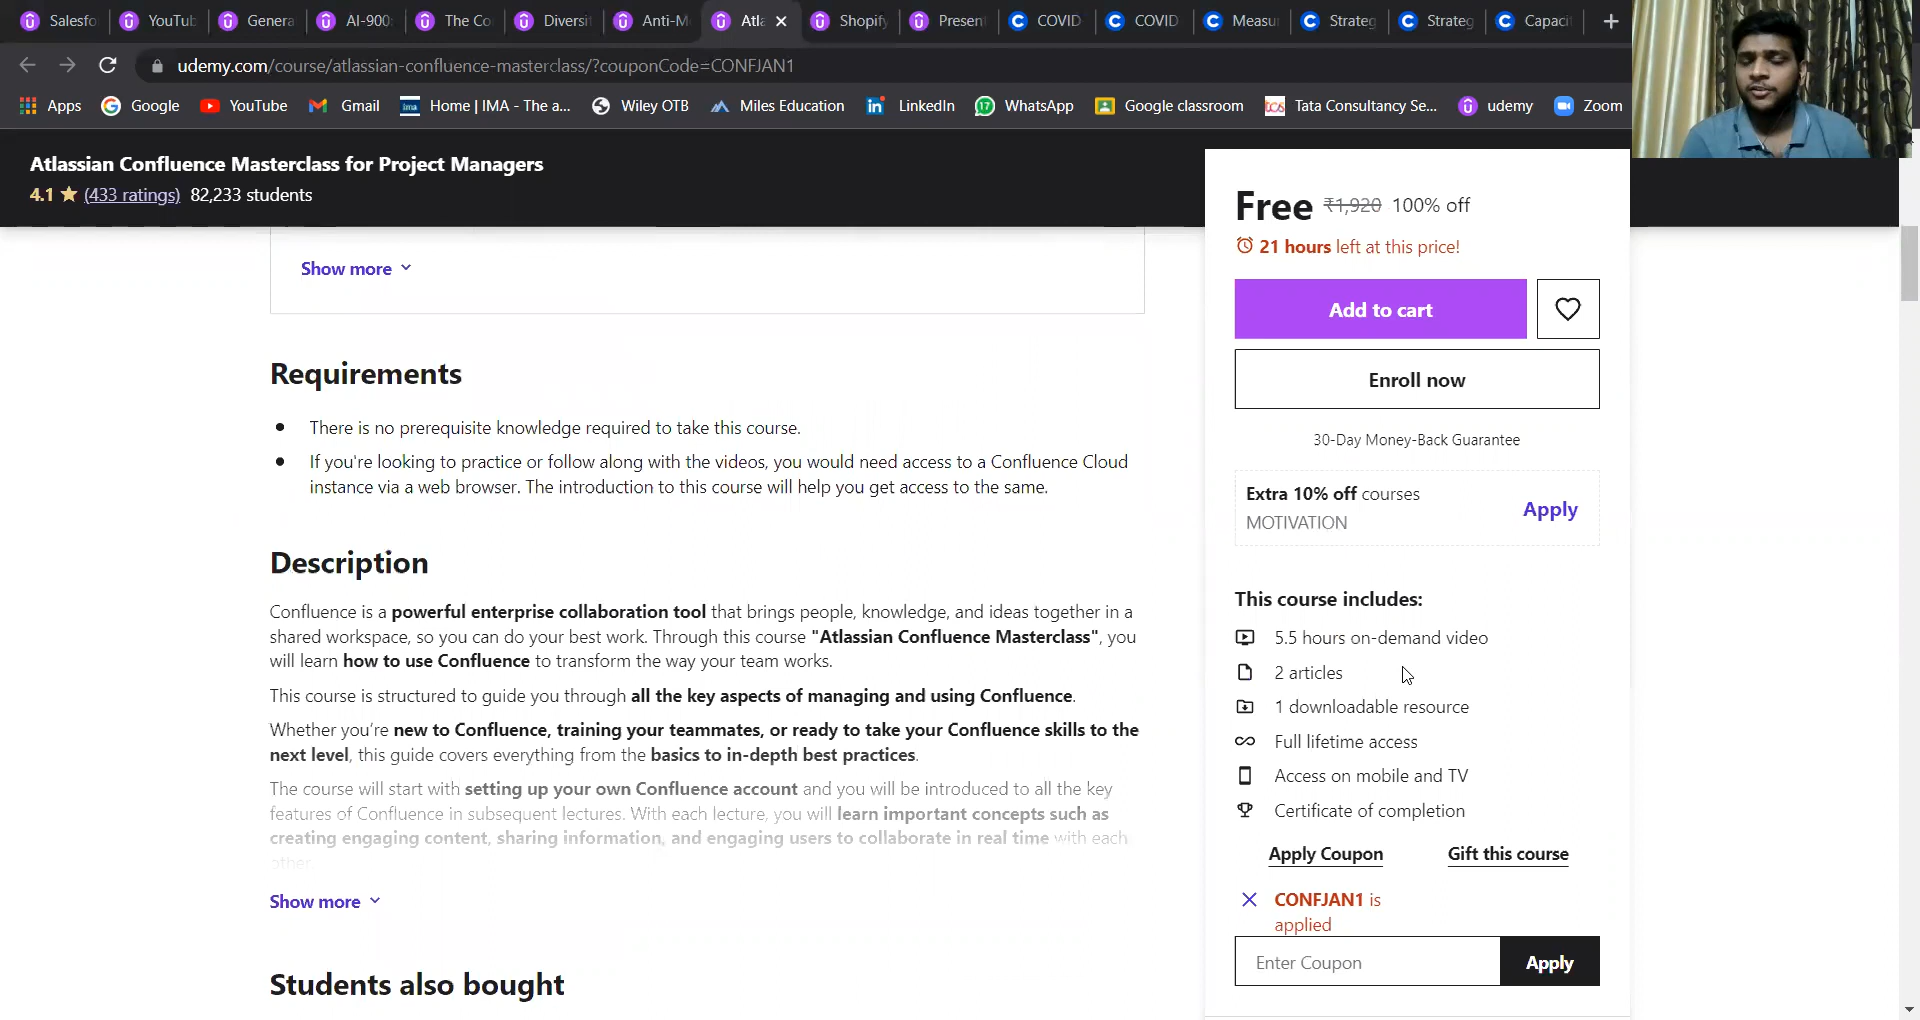 Salesfo
YouTub
Genera
AI-900:
The Co
Diversit
Anti-M
Atla
Shopify
Present
COVID
COVID
Measur
Strateg
Strateg
Capaci
udemy.com/course/atlassian-confluence-masterclass/?couponCode=CONFJAN1
Apps Google YouTube Gmail Home | IMA - The a... Wiley OTB Miles Education LinkedIn 17 WhatsApp Google classroom Tata Consultancy Se... udemy Zoom
Atlassian Confluence Masterclass for Project Managers
4.1 (433 ratings) 82,233 students
Show more
Requirements
There is no prerequisite knowledge required to take this course.
If you're looking to practice or follow along with the videos, you would need access to a Confluence Cloud
instance via a web browser. The introduction to this course will help you get access to the same.
Description
Confluence is a powerful enterprise collaboration tool that brings people, knowledge, and ideas together in a
shared workspace, so you can do your best work. Through this course "Atlassian Confluence Masterclass", you
will learn how to use Confluence to transform the way your team works.
This course is structured to guide you through all the key aspects of managing and using Confluence.
Whether you're new to Confluence, training your teammates, or ready to take your Confluence skills to the
next level, this guide covers everything from the basics to in-depth best practices.
The course will start with setting up your own Confluence account and you will be introduced to all the key
features of Confluence in subsequent lectures. With each lecture, you will learn important concepts such as
creating engaging content, sharing information, and engaging users to collaborate in real time with each
other.
Show more
Students also bought
Free ₹1,920 100% off
21 hours left at this price!
Add to cart
Enroll now
30-Day Money-Back Guarantee
Extra 10% off courses
MOTIVATION
Apply
This course includes:
5.5 hours on-demand video
2 articles
1 downloadable resource
Full lifetime access
Access on mobile and TV
Certificate of completion
Apply Coupon Gift this course
CONFJAN1 is
applied
Enter Coupon Apply